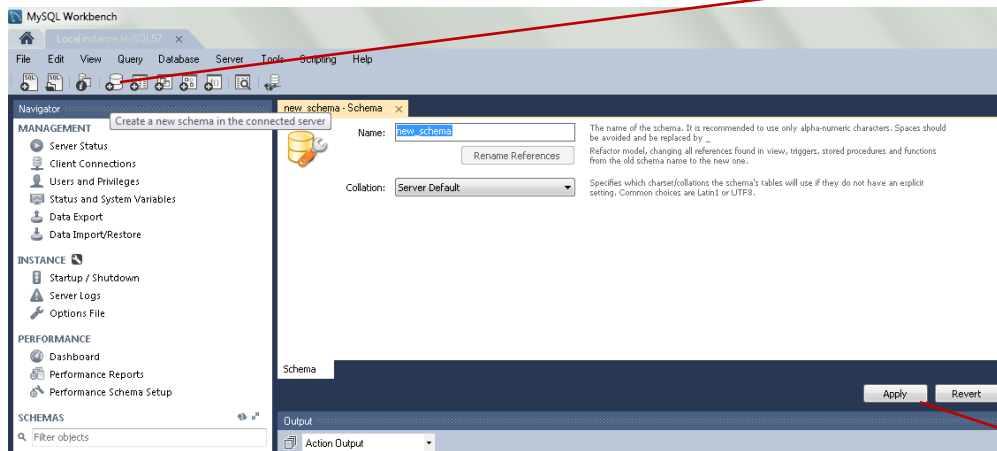 MySQL Workbench
Local instance MySQL57
File Edit View Query Database Server Tools Scripting Help
SQL SQL
Navigator
Create a new schema in the connected server
MANAGEMENT
Server Status
Client Connections
Users and Privileges
Status and System Variables
Data Export
Data Import/Restore
INSTANCE
Startup / Shutdown
Server Logs
Options File
PERFORMANCE
Dashboard
Performance Reports
Performance Schema Setup
SCHEMAS
Filter objects
new_schema - Schema
Name: new_schema
The name of the schema. It is recommended to use only alpha-numeric characters. Spaces should
be avoided and be replaced by _
Rename References
Refactor model, changing all references found in view, triggers, stored procedures and functions
from the old schema name to the new one.
Collation: Server Default
Specifies which charset/collations the schema's tables will use if they do not have an explicit
setting. Common choices are Latin1 or UTF8.
Schema
Apply Revert
Output
Action Output